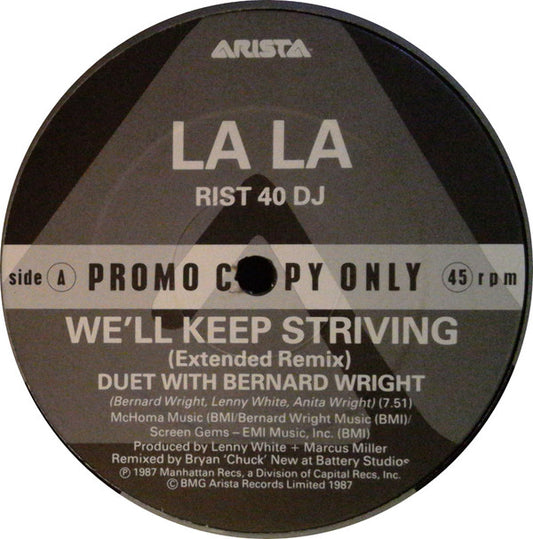 ARISTA
LA LA
RIST 40 DJ
side A PROMO C PY ONLY 45 rpm
WE'LL KEEP STRIVING
(Extended Remix)
DUET WITH BERNARD WRIGHT
(Bernard Wright, Lenny White, Anita Wright) (7.51)
McHoma Music (BMI/Bernard Wright Music (BMI)/
Screen Gems – EMI Music, Inc. (BMI)
Produced by Lenny White + Marcus Miller
Remixed by Bryan 'Chuck' New at Battery Studios
℗ 1987 Manhattan Recs, a Division of Capital Recs, Inc.
© BMG Arista Records Limited 1987